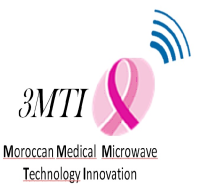 3MTI
Moroccan Medical Microwave
Technology Innovation